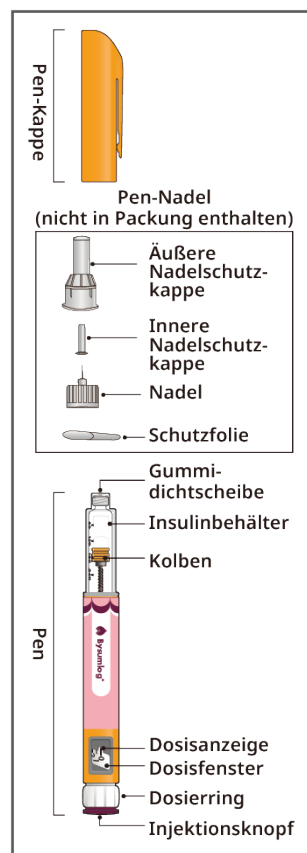 Pen-Kappe
Pen-Nadel
(nicht in Packung enthalten)
Äußere
Nadelschutz-
kappe
Innere
Nadelschutz-
kappe
Nadel
Schutzfolie
Gummi-
dichtscheibe
Insulinbehälter
Kolben
Pen
Bysumlog®
Dosisanzeige
Dosisfenster
Dosierring
Injektionsknopf